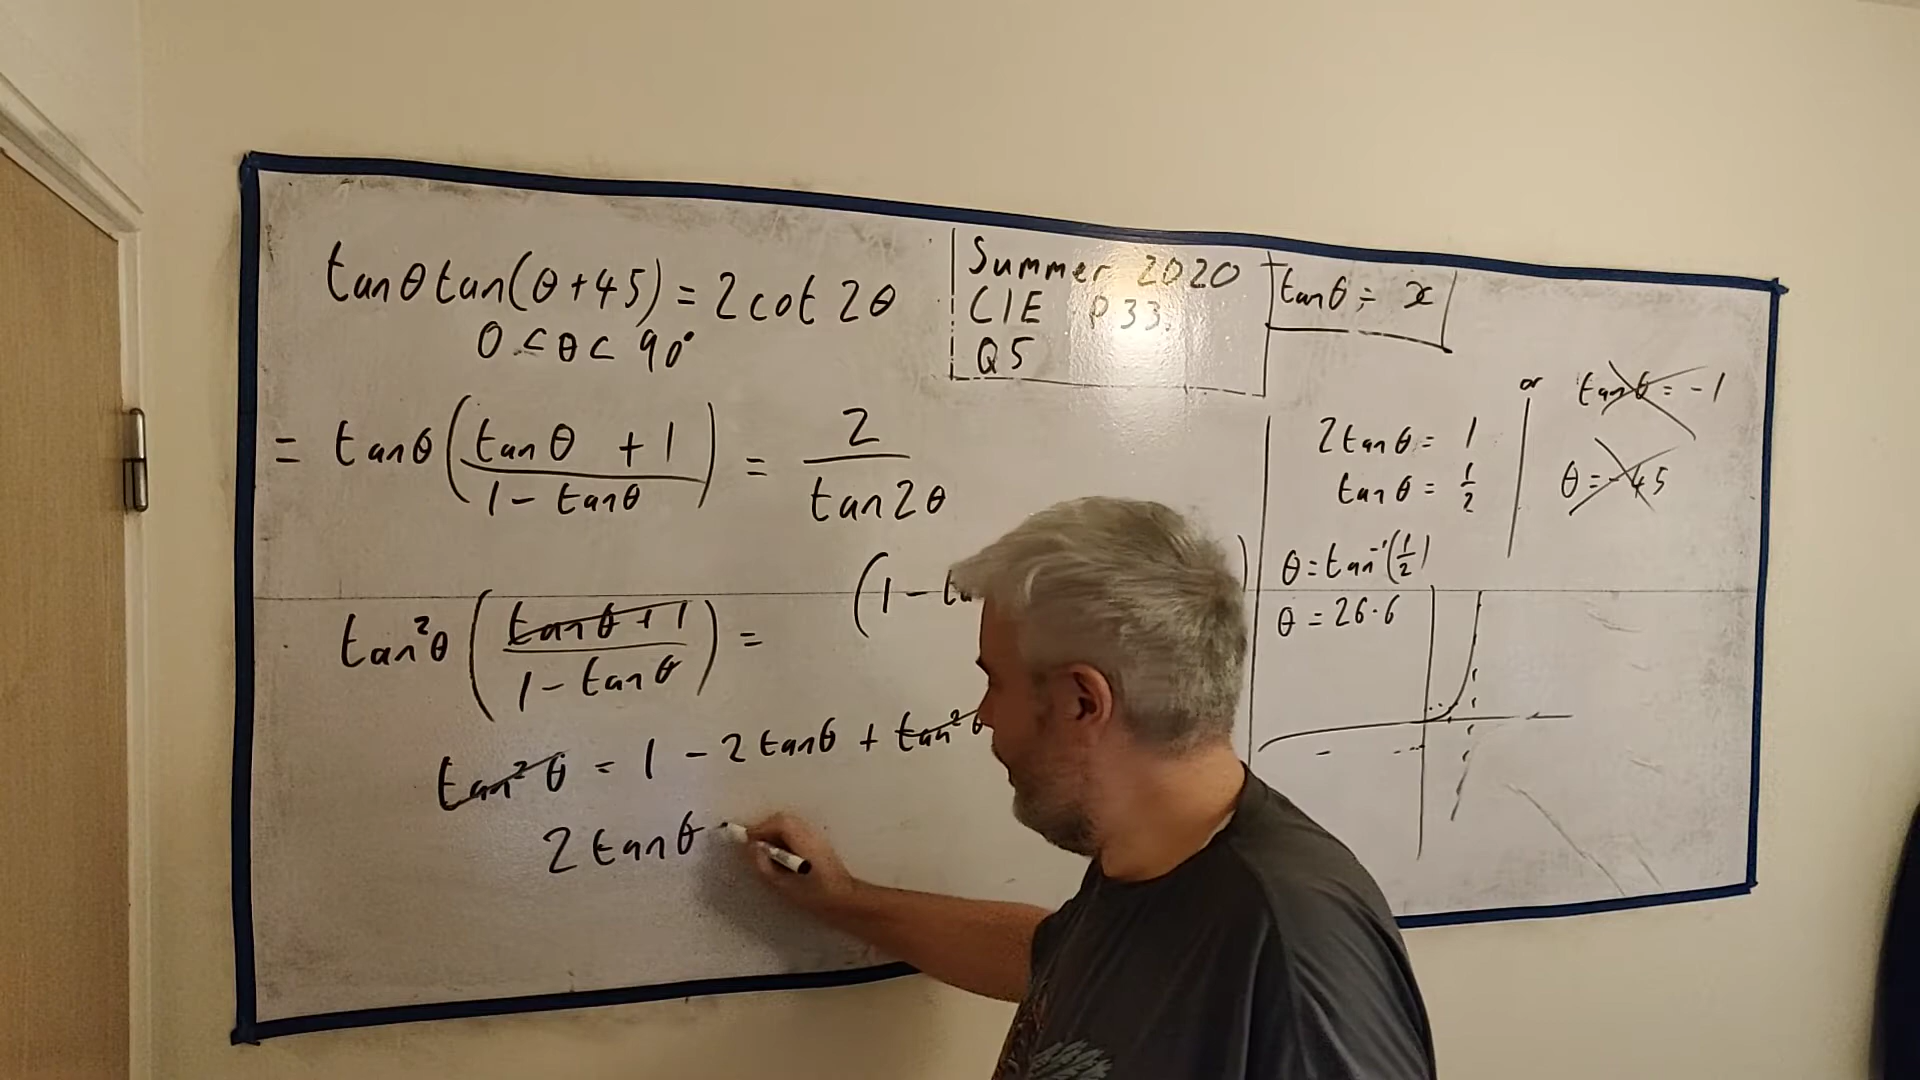 tanθtan(θ+45)=2cot 2θ
0<θ<90°
= tanθ(tanθ +1/1-tanθ) = 2/tan2θ
tan²θ(tanθ+1/1-tanθ) = (1-
tan²θ = 1 - 2tanθ + tan²θ
2tanθ
Summer 2020
CIE P33.
Q5
tanθ = x
2tanθ = 1
tanθ = 1/2
θ = tan⁻¹(1/2)
θ = 26.6
or tanθ = -1
θ = -45